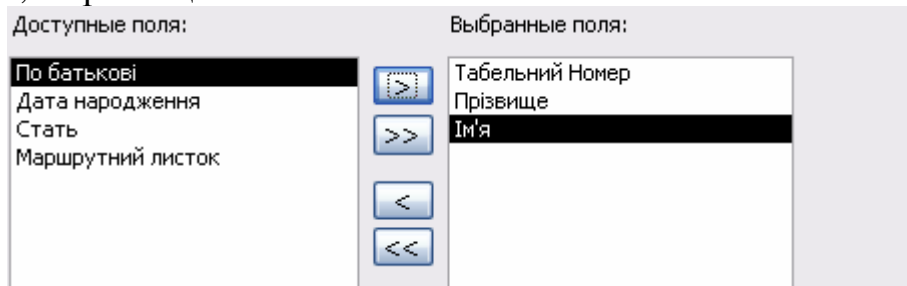 Доступные поля:
Выбранные поля:
По батькові
Дата народження
Стать
Маршрутний листок
>
>>
<
<<
Табельний Номер
Прізвище
Ім'я